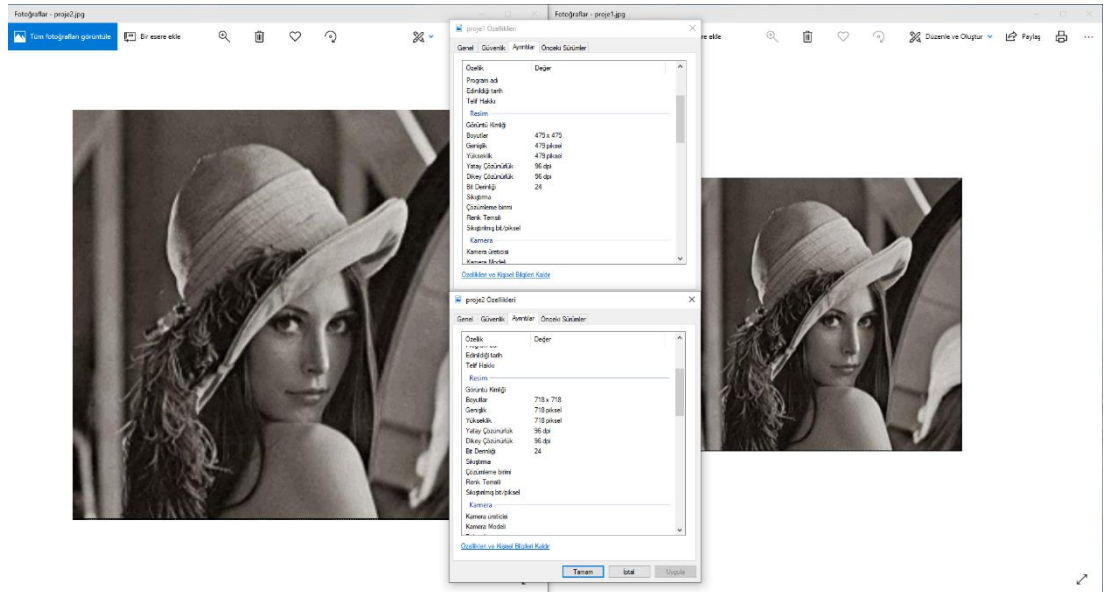 Fotoğraflar - proje2.jpg
Tüm fotoğrafları görüntüle
Bir esere ekle
Fotoğraflar - proje1.jpg
re ekle
Düzenle ve Oluştur
Paylaş
proje1 Özellikleri
Genel Güvenlik Ayrıntılar Önceki Sürümler
Özellik Değer
Program adı
Edinildiği tarih
Telif Hakkı
Resim
Görüntü Kimliği
Boyutlar 479 x 479
Genişlik 479 piksel
Yükseklik 479 piksel
Yatay Çözünürlük 96 dpi
Dikey Çözünürlük 96 dpi
Bit Derinliği 24
Sıkıştırma
Çözümleme birimi
Renk Temsili
Sıkıştırılmış bit/piksel
Kamera
Kamera üreticisi
Kamera Modeli
Özellikleri ve Kişisel Bilgileri Kaldır
proje2 Özellikleri
Genel Güvenlik Ayrıntılar Önceki Sürümler
Özellik Değer
Program adı
Edinildiği tarih
Telif Hakkı
Resim
Görüntü Kimliği
Boyutlar 718 x 718
Genişlik 718 piksel
Yükseklik 718 piksel
Yatay Çözünürlük 96 dpi
Dikey Çözünürlük 96 dpi
Bit Derinliği 24
Sıkıştırma
Çözümleme birimi
Renk Temsili
Sıkıştırılmış bit/piksel
Kamera
Kamera üreticisi
Kamera Modeli
Özellikleri ve Kişisel Bilgileri Kaldır
Tamam İptal Uygula